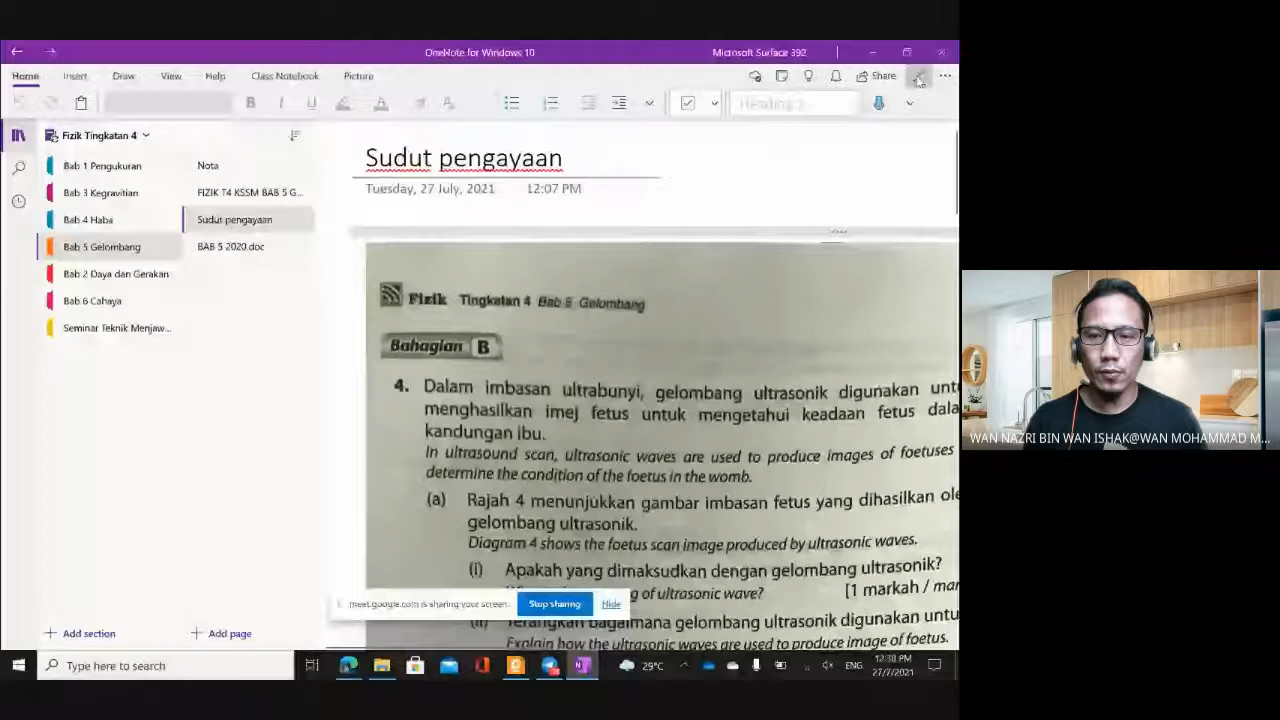 OneNote for Windows 10
Microsoft Surface 392
Home Insert Draw View Help Class Notebook Picture
Share
Fizik Tingkatan 4
Bab 1 Pengukuran
Bab 3 Kegravitian
Bab 4 Haba
Bab 5 Gelombang
Bab 2 Daya dan Gerakan
Bab 6 Cahaya
Seminar Teknik Menjaw...
Nota
FIZIK T4 KSSM BAB 5 G...
Sudut pengayaan
BAB 5 2020.doc
Sudut pengayaan
Tuesday, 27 July, 2021 12:07 PM
Fizik Tingkatan 4 Bab 5 Gelombang
Bahagian B
4. Dalam imbasan ultrabunyi, gelombang ultrasonik digunakan
menghasilkan imej fetus untuk mengetahui keadaan fetus
kandungan ibu.
In ultrasound scan, ultrasonic waves are used to produce images of foetuses
determine the condition of the foetus in the womb.
(a) Rajah 4 menunjukkan gambar imbasan fetus yang dihasilkan
gelombang ultrasonik.
Diagram 4 shows the foetus scan image produced by ultrasonic waves.
(i) Apakah yang dimaksudkan dengan gelombang ultrasonik?
of ultrasonic wave? [1 markah /
(ii) Terangkan bagaimana gelombang ultrasonik digunakan
Explain how the ultrasonic waves are used to produce image of foetus.
meet.google.com is sharing your screen. Stop sharing Hide
Add section Add page
Type here to search
29°C ENG 12:38 PM
27/7/2021
WAN NAZRI BIN WAN ISHAK@WAN MOHAMMAD M...